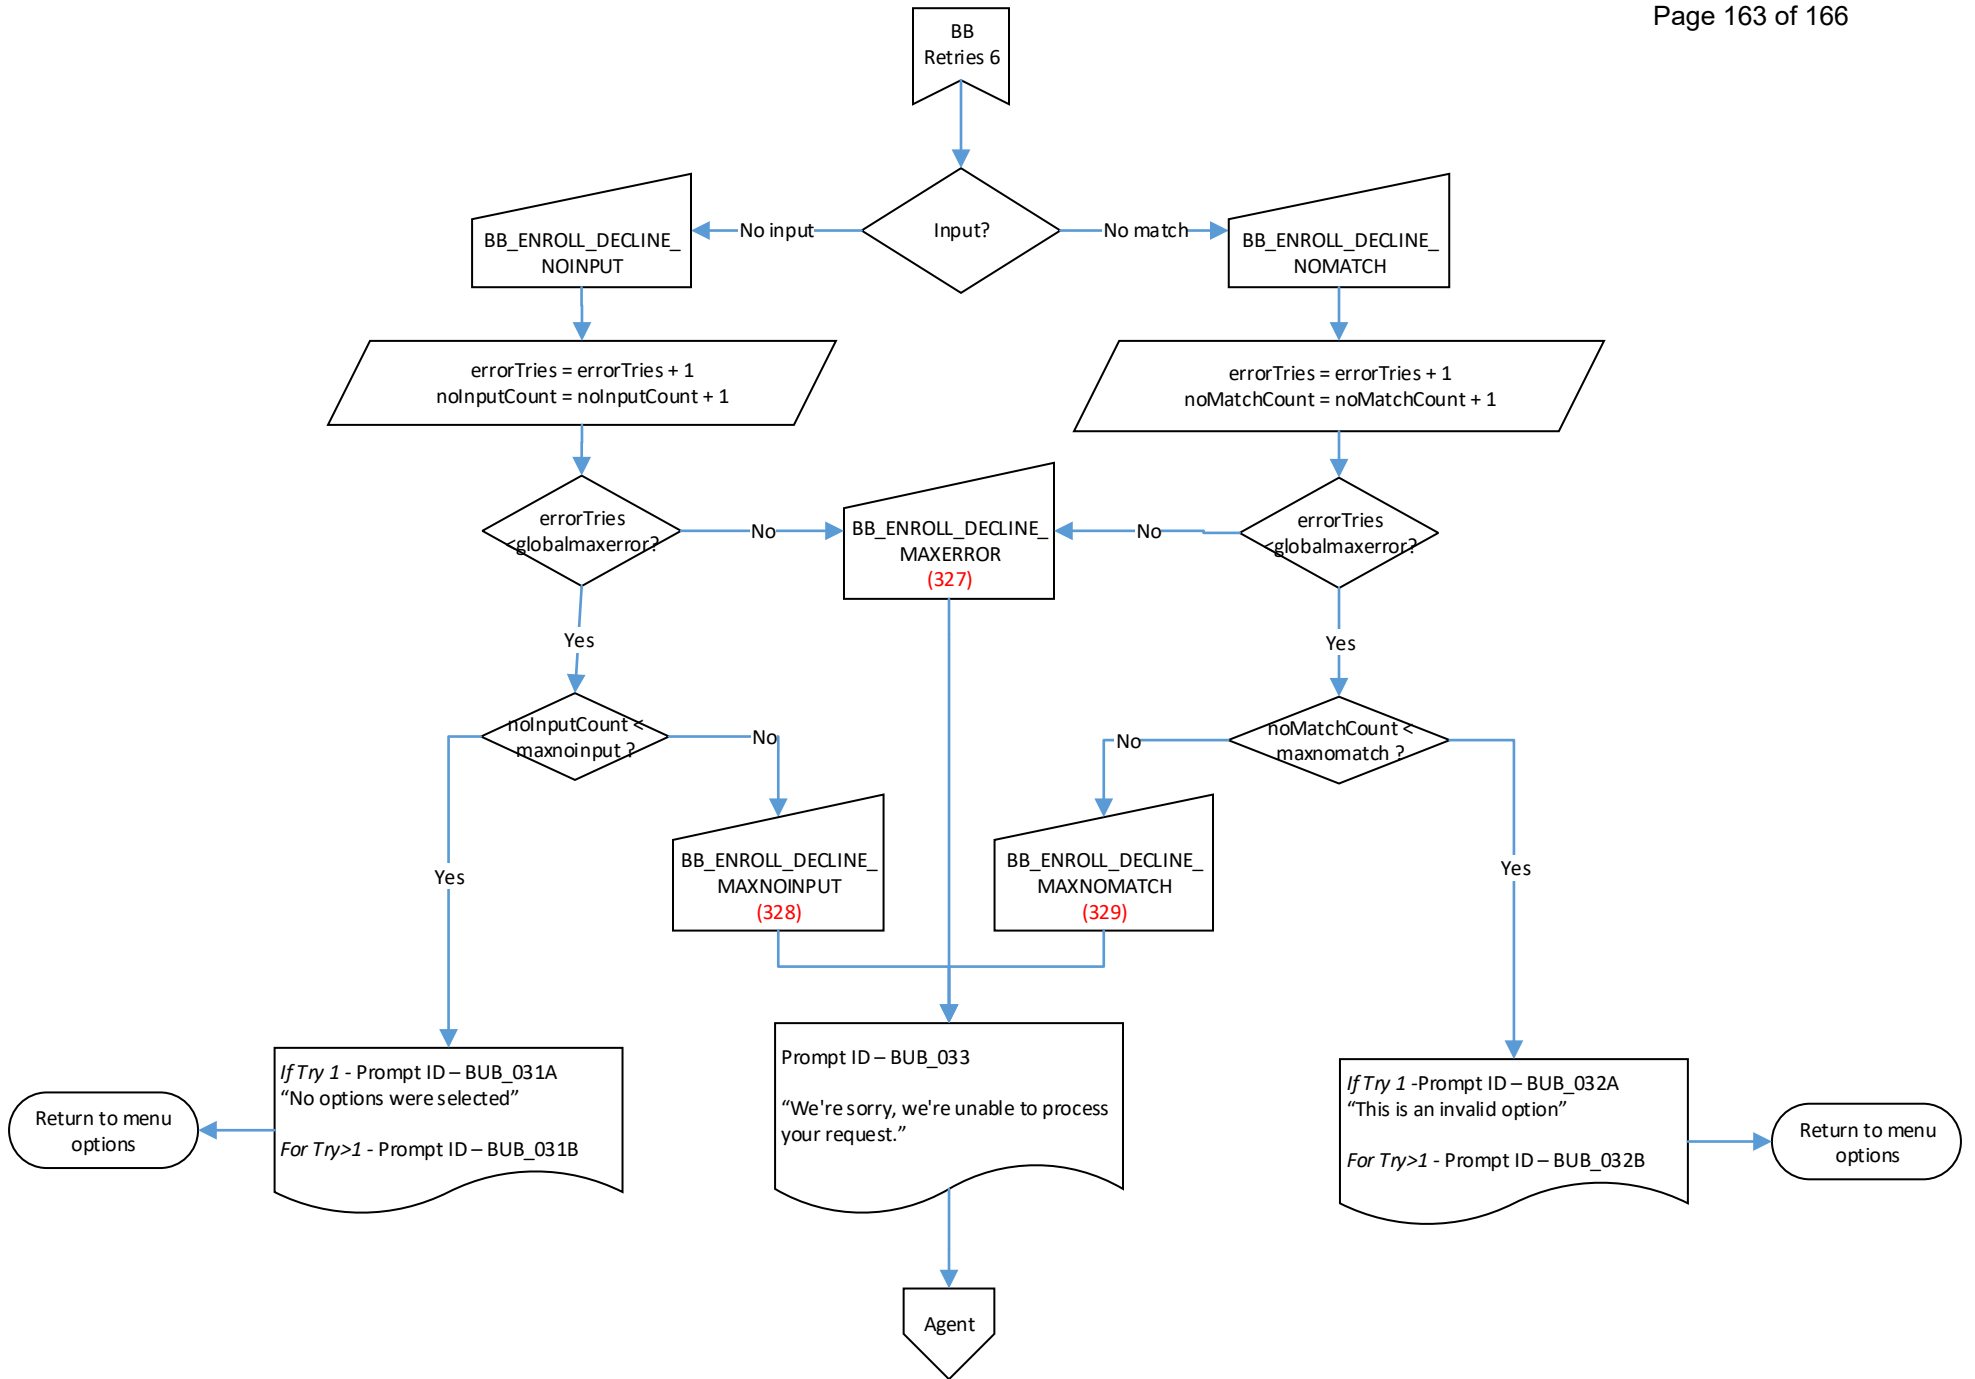 Page 163 of 166
BB
Retries 6
Input?
No input
No match
BB_ENROLL_DECLINE_
NOINPUT
BB_ENROLL_DECLINE_
NOMATCH
errorTries = errorTries + 1
noInputCount = noInputCount + 1
errorTries = errorTries + 1
noMatchCount = noMatchCount + 1
errorTries
<globalmaxerror?
No
BB_ENROLL_DECLINE_
MAXERROR
(327)
No
errorTries
<globalmaxerror?
Yes
Yes
noInputCount <
maxnoinput ?
No
No
noMatchCount <
maxnomatch ?
BB_ENROLL_DECLINE_
MAXNOINPUT
(328)
BB_ENROLL_DECLINE_
MAXNOMATCH
(329)
Yes
Yes
Return to menu
options
If Try 1 - Prompt ID – BUB_031A
“No options were selected”
For Try>1 - Prompt ID – BUB_031B
Prompt ID – BUB_033
“We're sorry, we're unable to process
your request.”
If Try 1 -Prompt ID – BUB_032A
“This is an invalid option”
For Try>1 - Prompt ID – BUB_032B
Return to menu
options
Agent